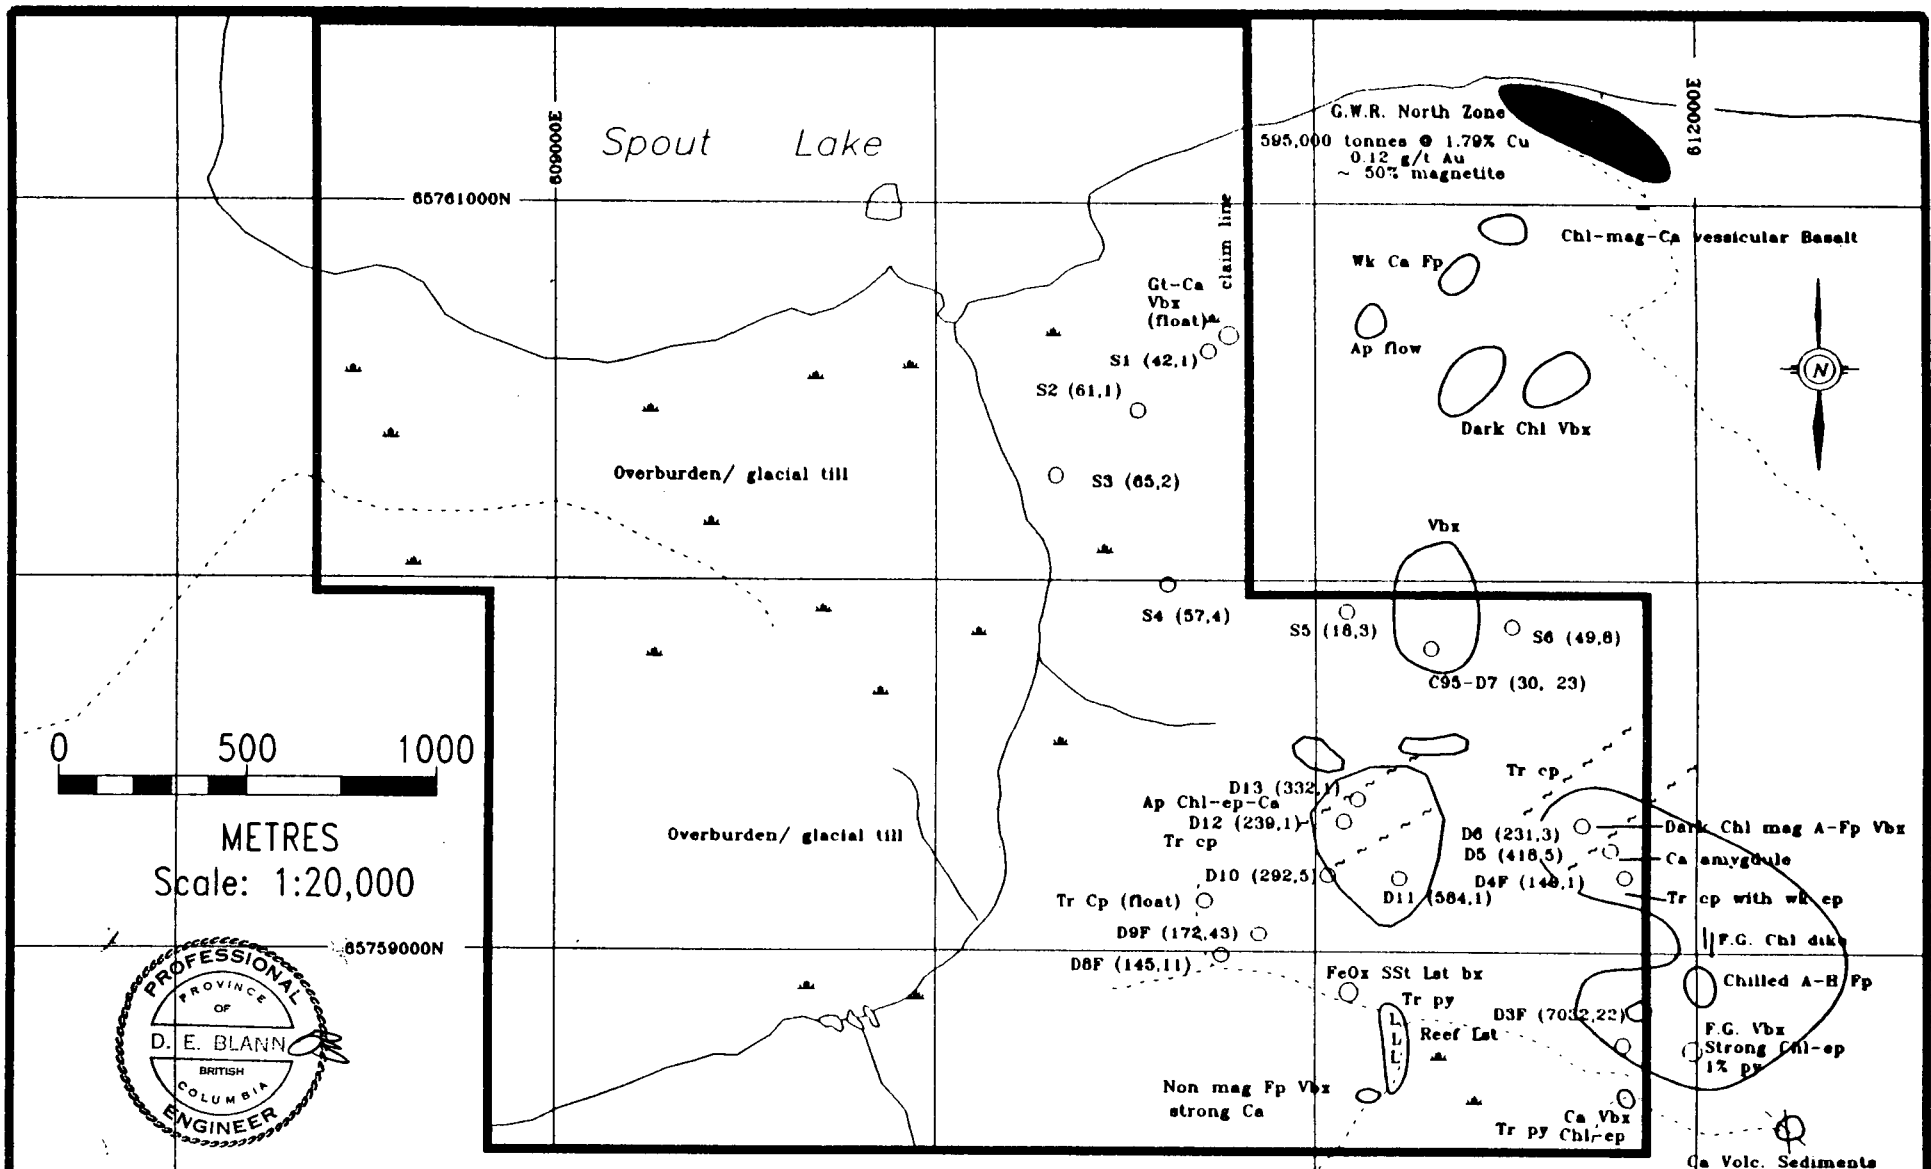 G.W.R. North Zone
595,000 tonnes @ 1.79% Cu
0.12 g/t Au
~ 50% magnetite
612000E
609000E
Spout Lake
65761000N
claim line
Chl-mag-Ca vessicular Basalt
Wk Ca Fp
Gt-Ca
Vbx
(float)
Ap flow
S1 (42,1)
N
S2 (61,1)
Dark Chl Vbx
Overburden/ glacial till
S3 (65,2)
Vbx
S4 (57,4)
S5 (18,3)
S6 (49,8)
C95-D7 (30, 23)
0 500 1000
METRES
Scale: 1:20,000
Tr cp
D13 (332,1)
Ap Chl-ep-Ca
D12 (239,1)
Tr cp
Overburden/ glacial till
D6 (231,3)
Dark Chl mag A-Fp Vbx
D5 (418,5)
Ca amygdule
D10 (292,5)
D11 (584,1)
D4F (148,1)
Tr cp with wk ep
Tr Cp (float)
D9F (172,43)
65759000N
F.G. Chl dike
D8F (145,11)
FeOx SSt Lst bx
Tr py
Chilled A-H Fp
L
L
L
Reef Lst
D3F (7032,22)
F.G. Vbx
Strong Chl-ep
1% py
Non mag Fp Vbx
strong Ca
Ca Vbx
Tr py Chl-ep
Ca Volc. Sediments
PROFESSIONAL
PROVINCE
OF
D. E. BLANN
BRITISH
COLUMBIA
ENGINEER